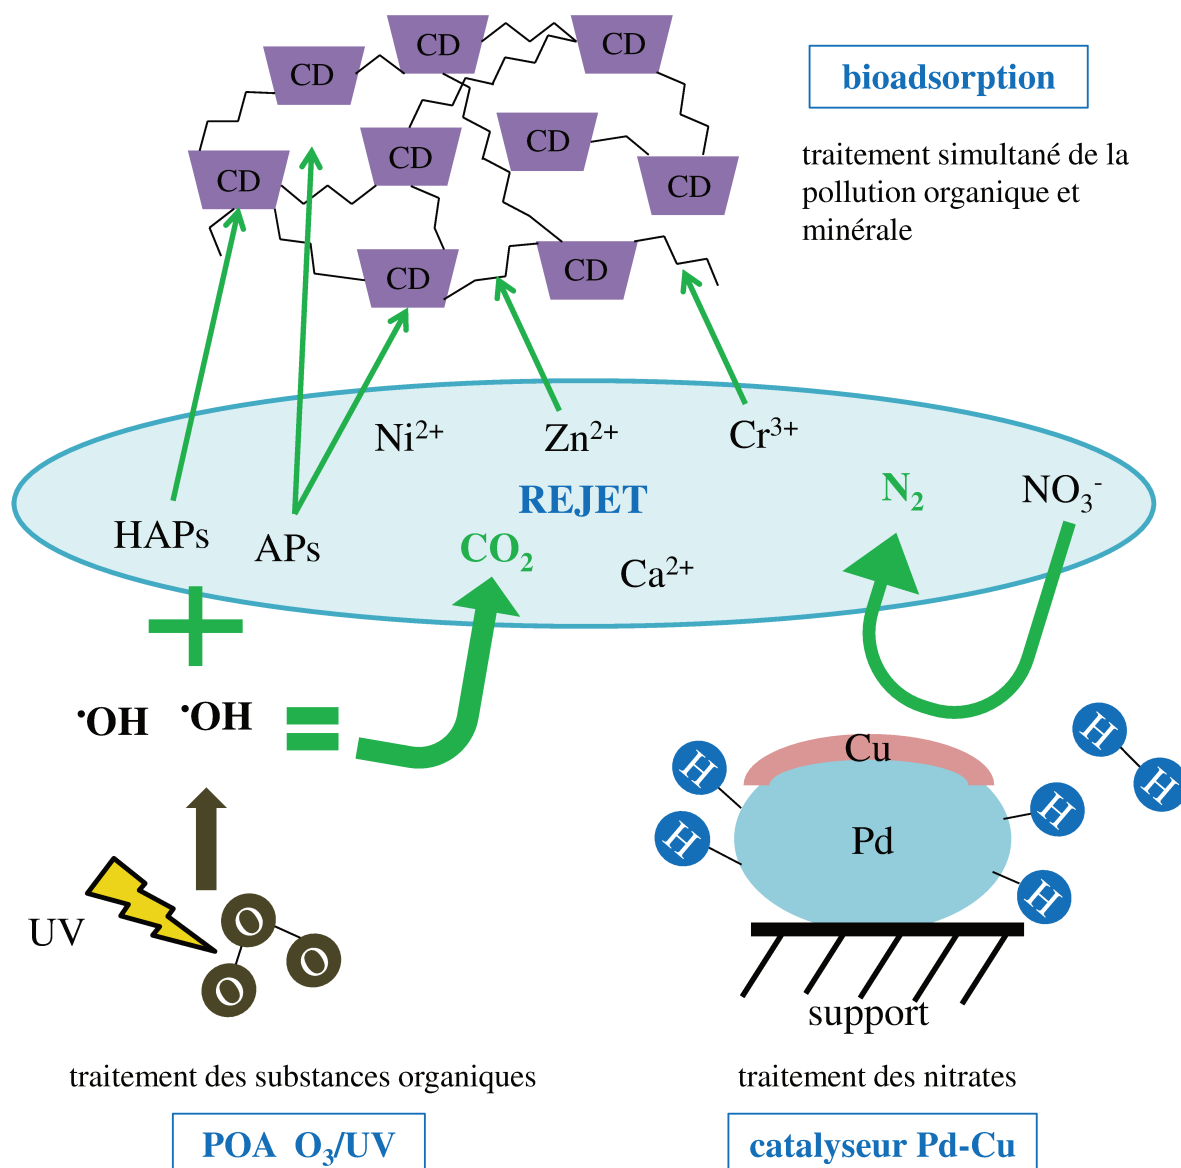 CD
CD
CD
bioadsorption
CD
CD
CD
CD
traitement simultané de la
pollution organique et
minérale
CD
CD
Ni²⁺
Zn²⁺
Cr³⁺
REJET
N₂
NO₃⁻
HAPs
APs
CO₂
Ca²⁺
•OH
•OH
H
H
H
H
H
H
Cu
Pd
UV
O
O
O
support
traitement des substances organiques
traitement des nitrates
POA O₃/UV
catalyseur Pd-Cu